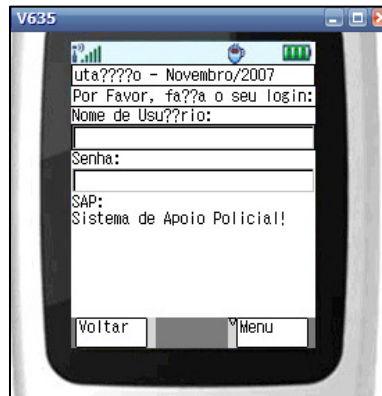 V635
uta????o - Novembro/2007
Por Favor, fa??a o seu login:
Nome de Usu??rio:
Senha:
SAP:
Sistema de Apoio Policial!
Voltar
Menu